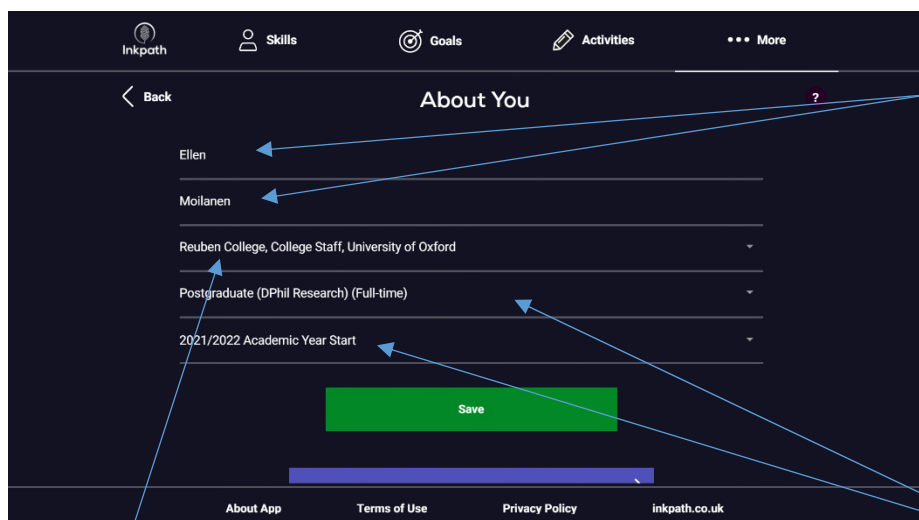 Inkpath
Skills
Goals
Activities
••• More
Back
About You
?
Ellen
Moilanen
Reuben College, College Staff, University of Oxford
Postgraduate (DPhil Research) (Full-time)
2021/2022 Academic Year Start
Save
About App
Terms of Use
Privacy Policy
inkpath.co.uk